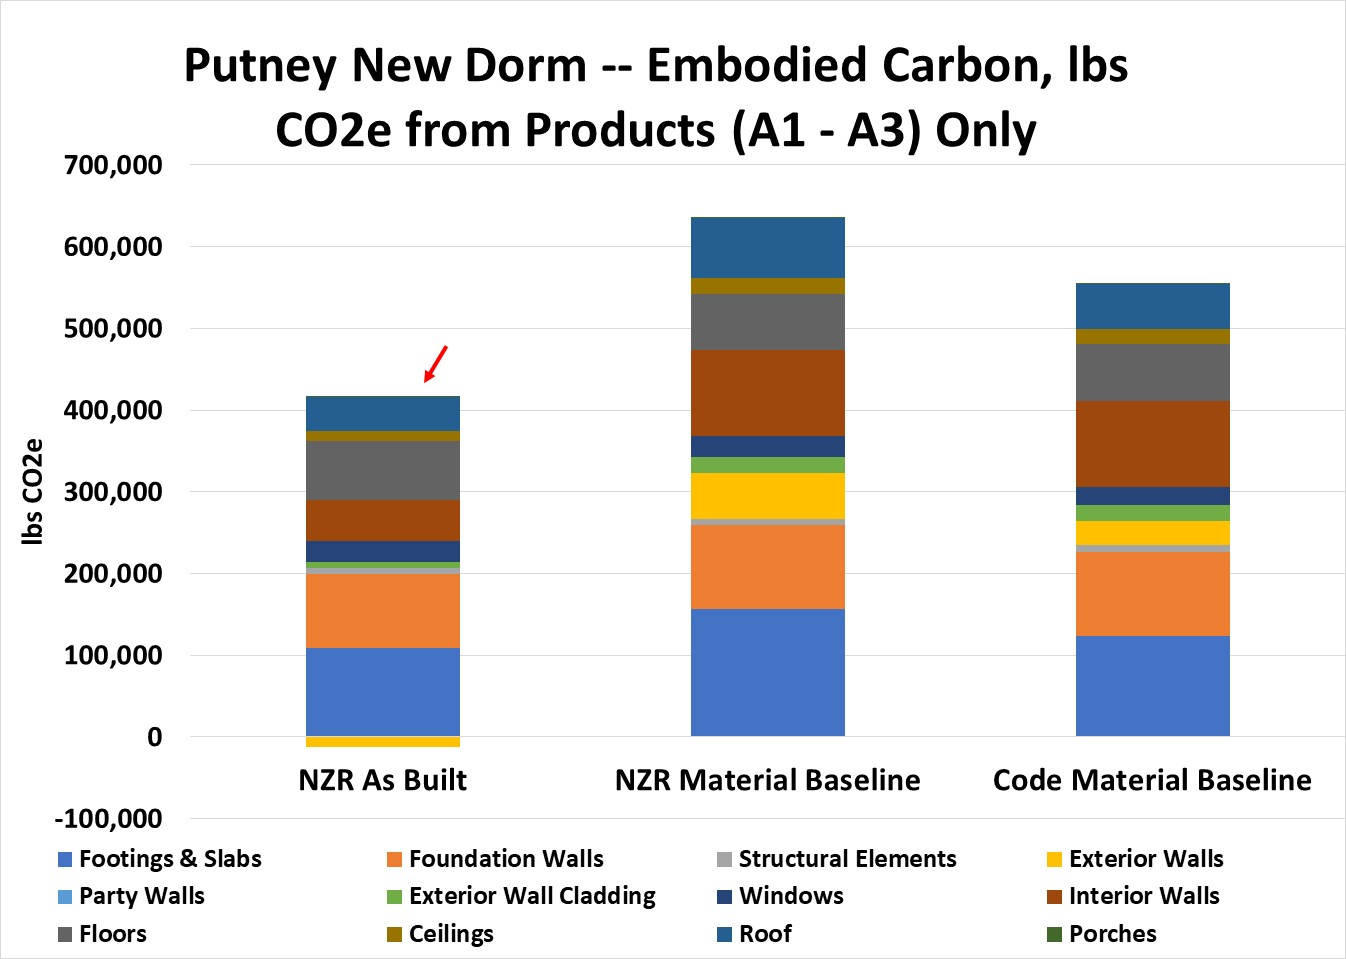 Putney New Dorm -- Embodied Carbon, lbs
CO2e from Products (A1 - A3) Only
700,000
600,000
500,000
400,000
300,000
200,000
100,000
0
-100,000
lbs CO2e
NZR As Built
NZR Material Baseline
Code Material Baseline
Footings & Slabs
Foundation Walls
Structural Elements
Exterior Walls
Party Walls
Exterior Wall Cladding
Windows
Interior Walls
Floors
Ceilings
Roof
Porches